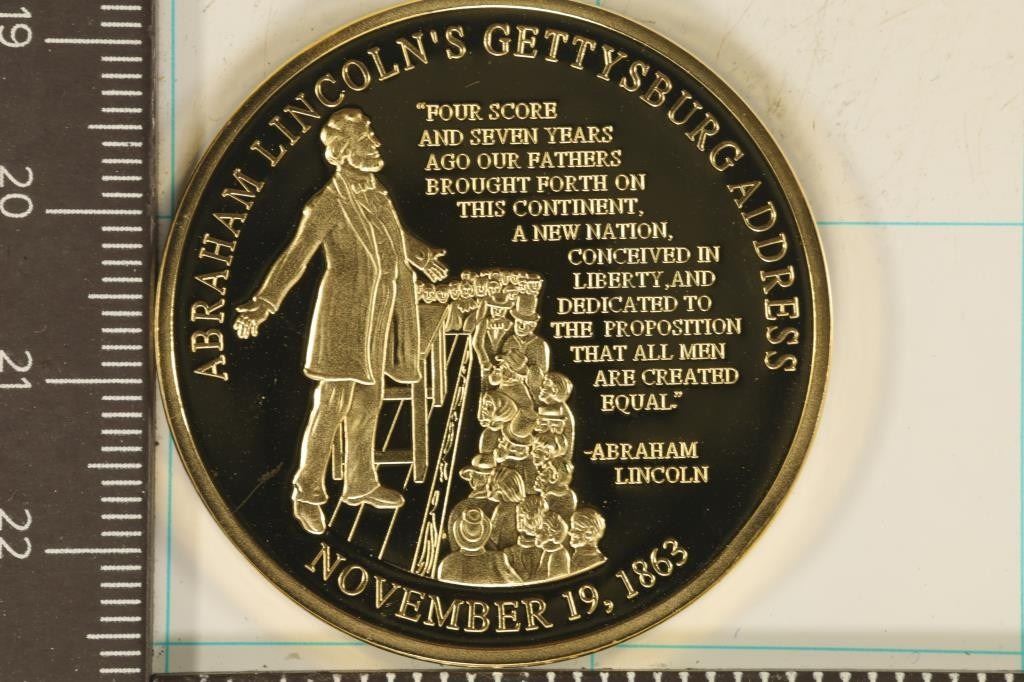 ABRAHAM LINCOLN'S GETTYSBURG ADDRESS
“FOUR SCORE
AND SEVEN YEARS
AGO OUR FATHERS
BROUGHT FORTH ON
THIS CONTINENT,
A NEW NATION,
CONCEIVED IN
LIBERTY, AND
DEDICATED TO
THE PROPOSITION
THAT ALL MEN
ARE CREATED
EQUAL.”
-ABRAHAM
LINCOLN
NOVEMBER 19, 1863
19
20
21
22